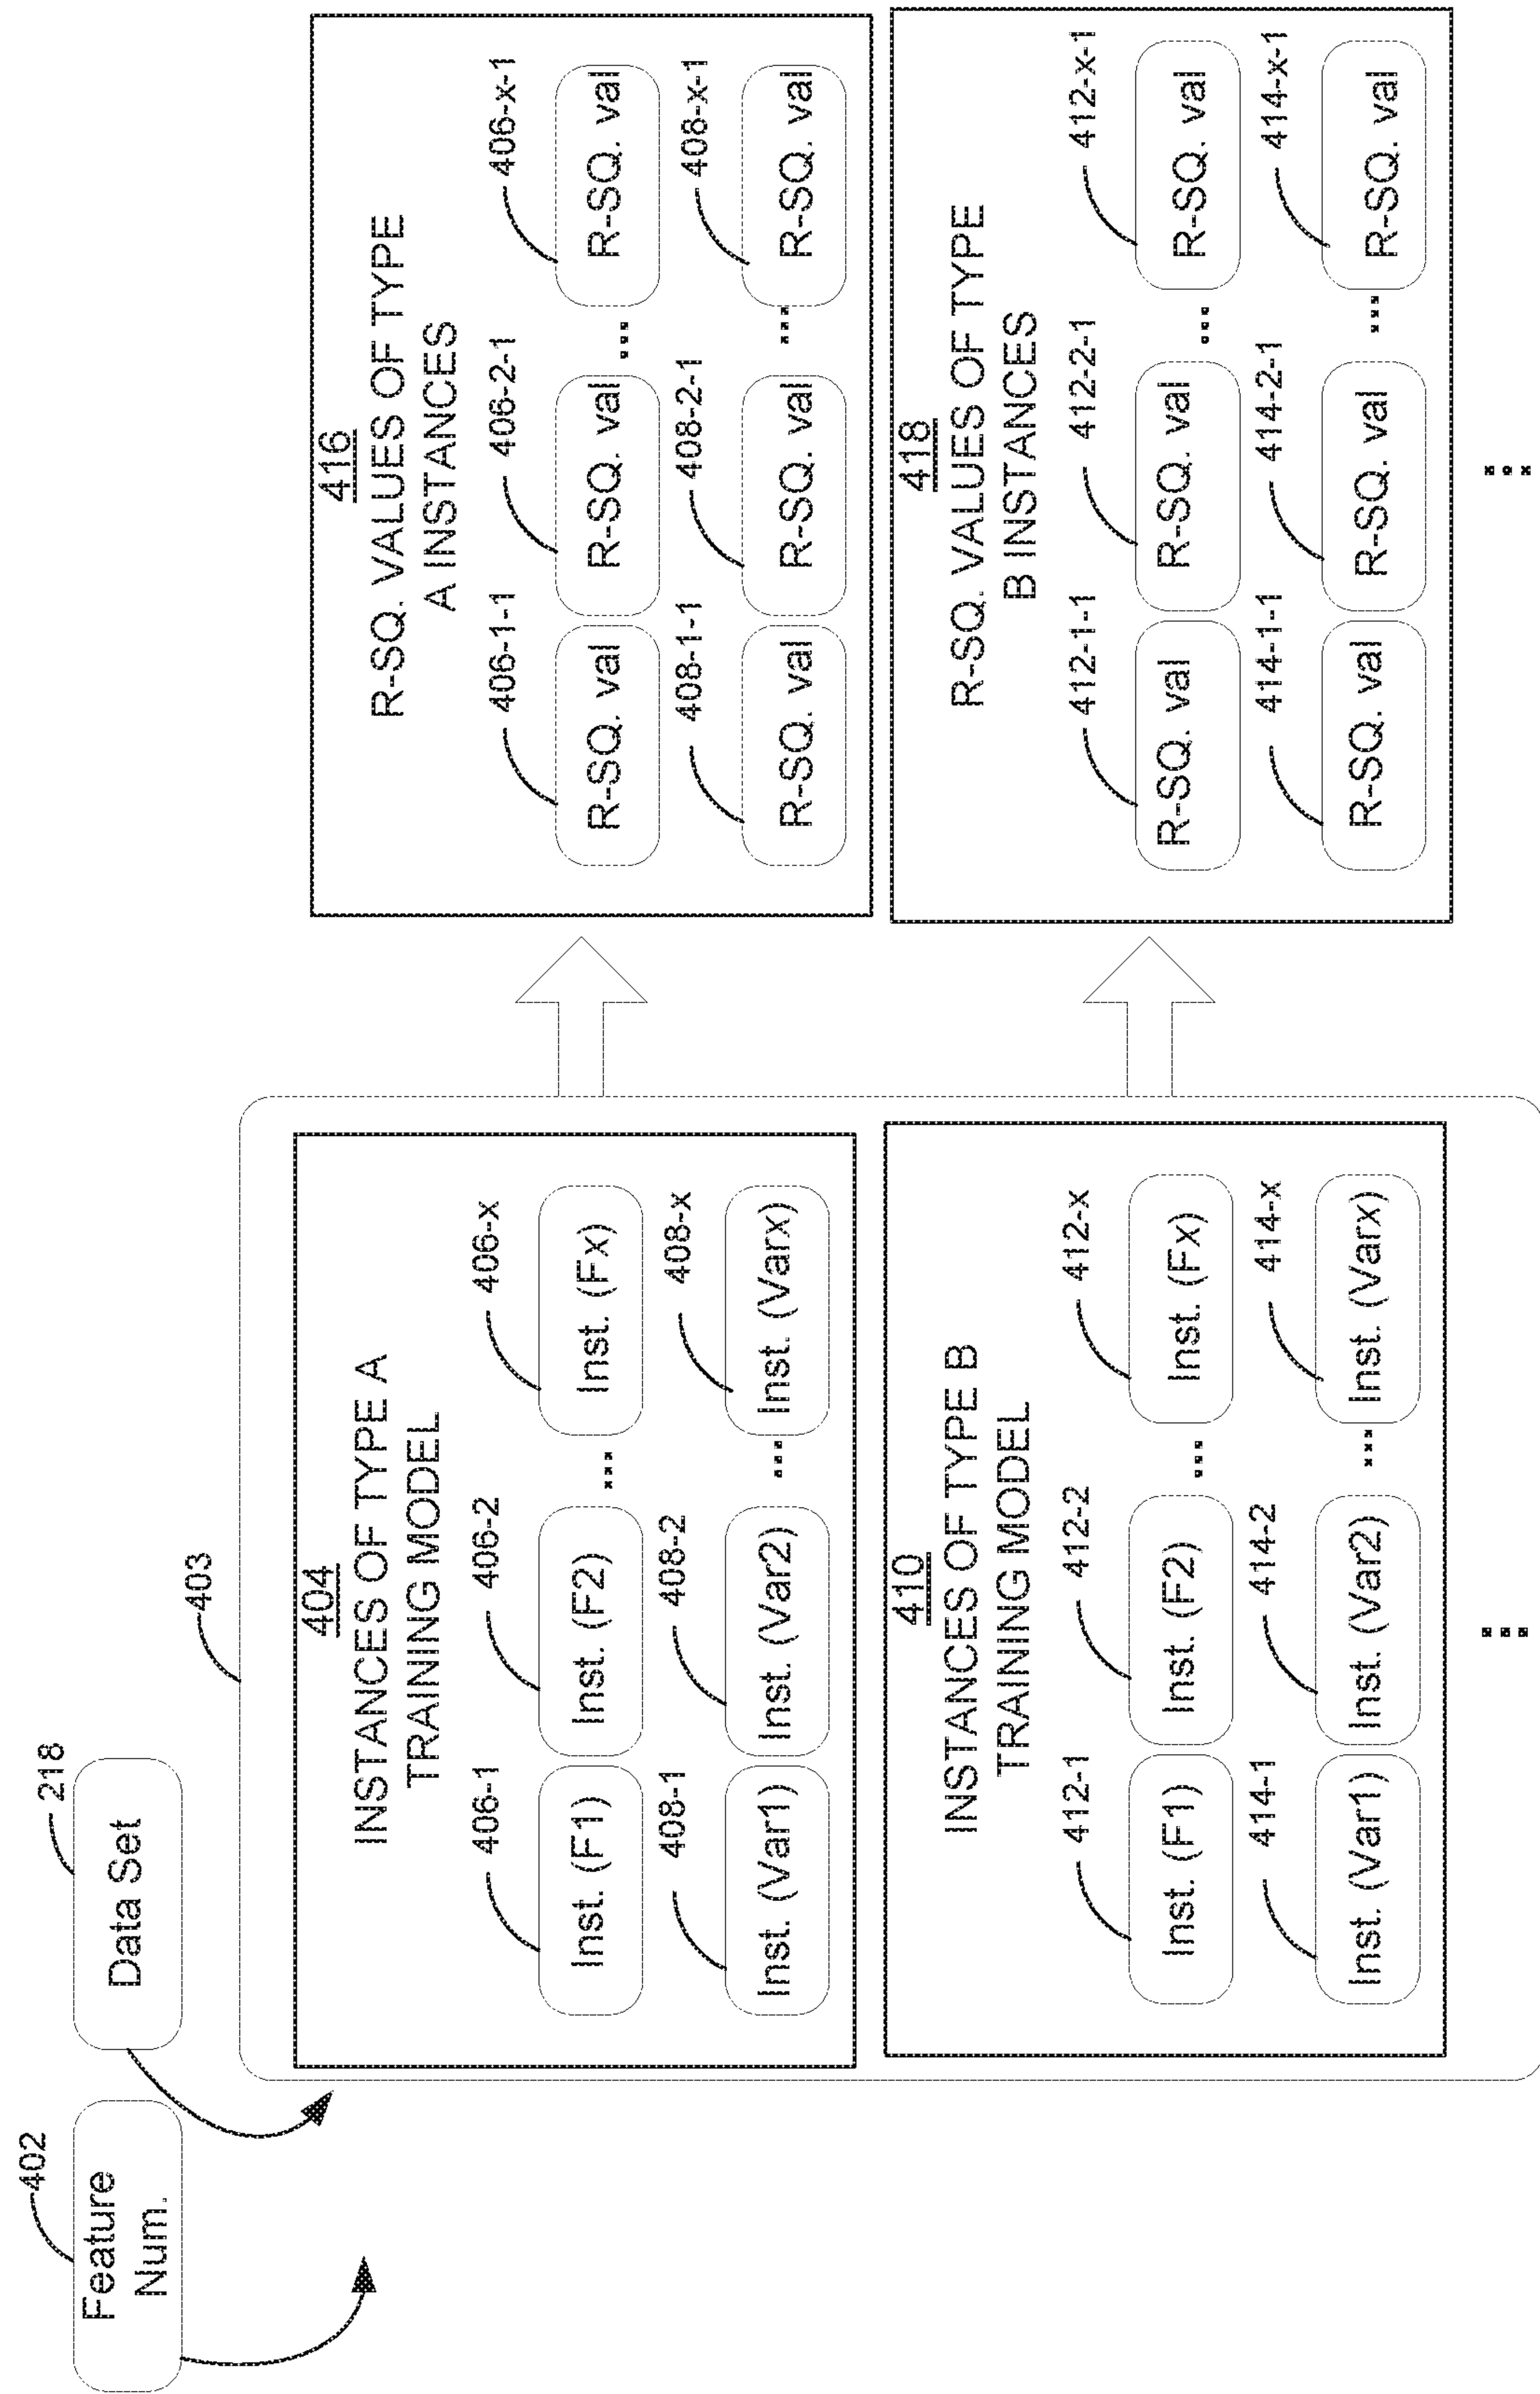 402
Feature
Num.
218
Data Set
403
404
INSTANCES OF TYPE A
TRAINING MODEL
406-1
406-2
406-x
Inst. (F1)
Inst. (F2)
...
Inst. (Fx)
408-1
408-2
408-x
Inst. (Var1)
Inst. (Var2)
...
Inst. (Varx)
410
INSTANCES OF TYPE B
TRAINING MODEL
412-1
412-2
412-x
Inst. (F1)
Inst. (F2)
...
Inst. (Fx)
414-1
414-2
414-x
Inst. (Var1)
Inst. (Var2)
...
Inst. (Varx)
...
416
R-SQ. VALUES OF TYPE
A INSTANCES
406-1-1
406-2-1
406-x-1
R-SQ. val
R-SQ. val
...
R-SQ. val
408-1-1
408-2-1
408-x-1
R-SQ. val
R-SQ. val
...
R-SQ. val
418
R-SQ. VALUES OF TYPE
B INSTANCES
412-1-1
412-2-1
412-x-1
R-SQ. val
R-SQ. val
...
R-SQ. val
414-1-1
414-2-1
414-x-1
R-SQ. val
R-SQ. val
...
R-SQ. val
...